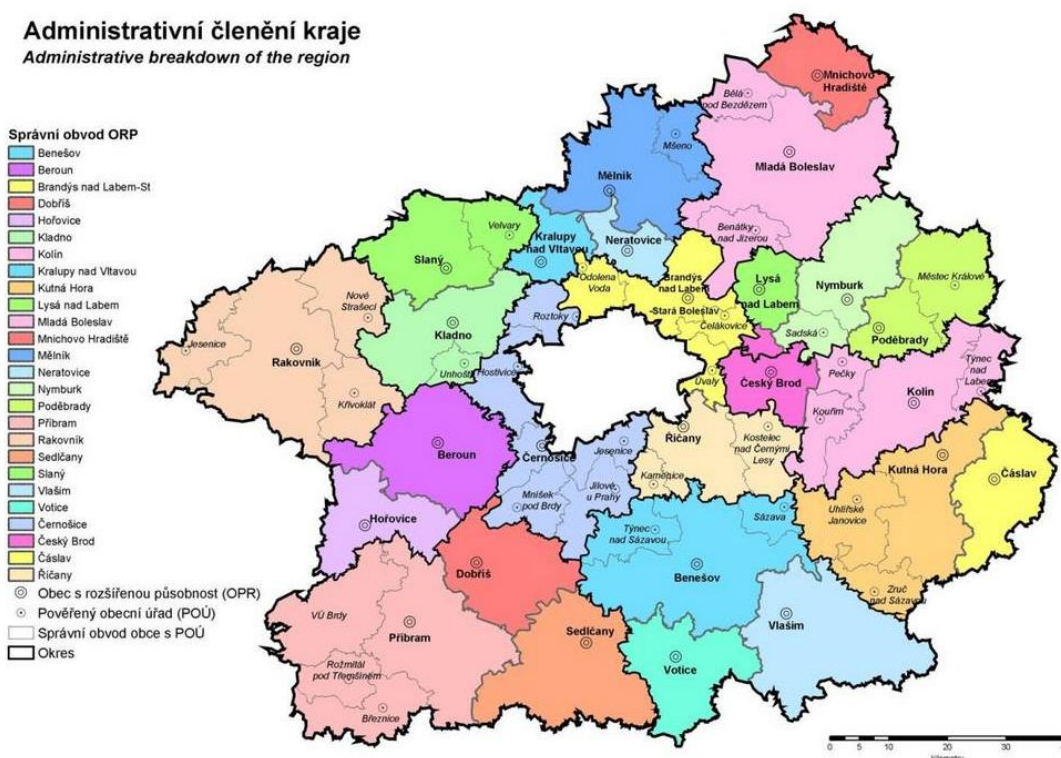 Administrativní členění kraje
Administrative breakdown of the region
Správní obvod ORP
Benešov
Beroun
Brandýs nad Labem-St
Dobříš
Hořovice
Kladno
Kolín
Kralupy nad Vltavou
Kutná Hora
Lysá nad Labem
Mladá Boleslav
Mnichovo Hradiště
Mělník
Neratovice
Nymburk
Poděbrady
Příbram
Rakovník
Sedlčany
Slaný
Vlašim
Votice
Černošice
Český Brod
Čáslav
Říčany
Obec s rozšířenou působnost (OPR)
Pověřený obecní úřad (POÚ)
Správní obvod obce s POÚ
Okres
Mnichovo
Hradiště
Bělá
pod Bezdězem
Mšeno
Mladá Boleslav
Mělník
Benátky
nad Jizerou
Velvary
Slaný
Kralupy
nad Vltavou
Neratovice
Odolena
Voda
Brandýs
nad Labem
-Stará Boleslav
Čelákovice
Lysá
nad Labem
Nymburk
Městec Králové
Sadská
Poděbrady
Nové
Strašecí
Roztoky
Kladno
Jesenice
Rakovník
Unhošť
Hostivice
Úvaly
Český Brod
Pečky
Týnec
nad
Labem
Kolín
Kouřim
Křivoklát
Beroun
Černošice
Jesenice
Říčany
Kostelec
nad Černými
Lesy
Kamenice
Kutná Hora
Čáslav
Mníšek
pod Brdy
Jílové
u Prahy
Uhlířské
Janovice
Hořovice
Týnec
nad Sázavou
Sázava
Dobříš
Benešov
Zruč
nad Sázavou
VÚ Brdy
Příbram
Sedlčany
Vlašim
Votice
Rožmitál
pod Třemšínem
Březnice
0 5 10 20 30